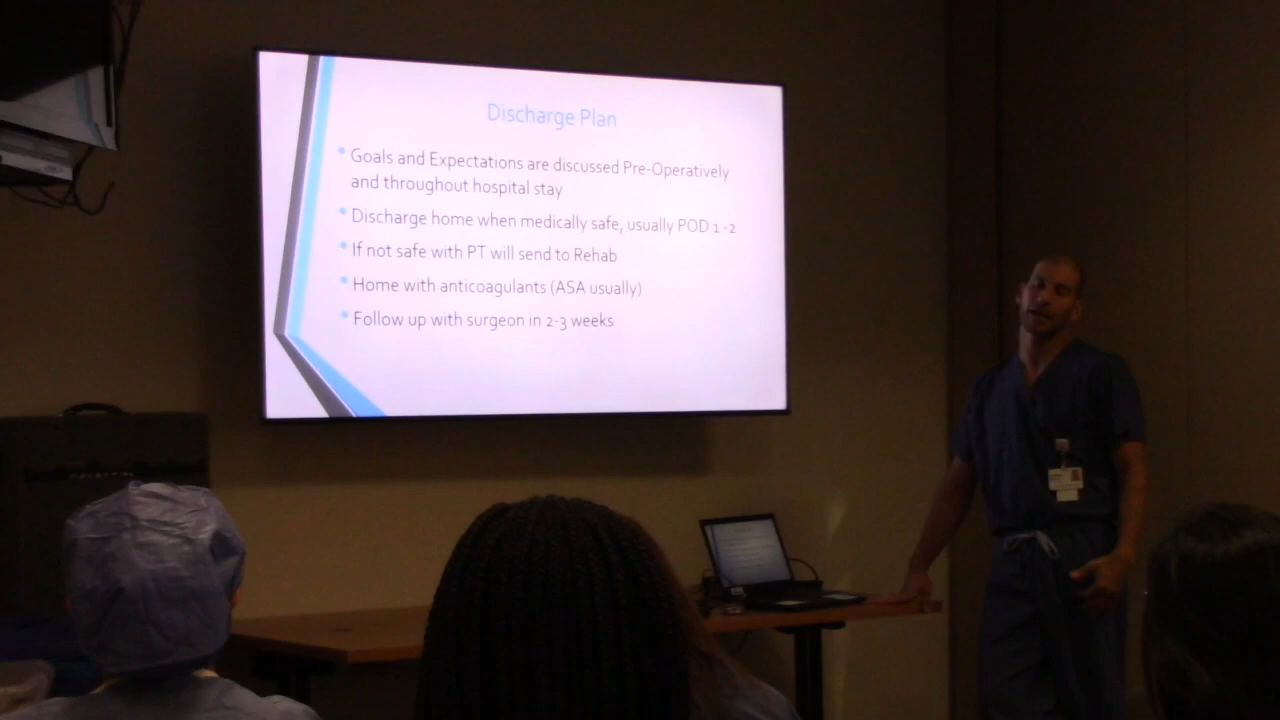 Discharge Plan
Goals and Expectations are discussed Pre-Operatively
and throughout hospital stay
Discharge home when medically safe, usually POD 1 -2
If not safe with PT will send to Rehab
Home with anticoagulants (ASA usually)
Follow up with surgeon in 2-3 weeks